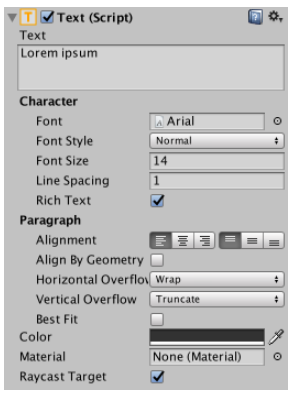 T Text (Script)
Text
Lorem ipsum
Character
Font Arial
Font Style Normal
Font Size 14
Line Spacing 1
Rich Text
Paragraph
Alignment
Align By Geometry
Horizontal Overflov Wrap
Vertical Overflow Truncate
Best Fit
Color
Material None (Material)
Raycast Target